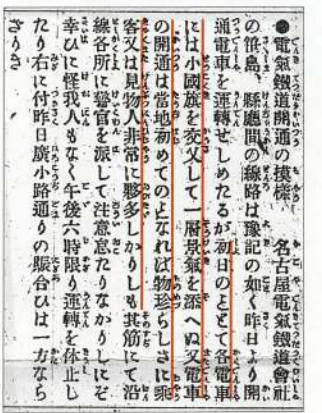 ●電氣鐵道開通の摸樣　名古屋電氣鐵道會社
の笹島、縣廳間の線路は豫記の如く昨日より開
通電車を運轉せしめたるが初日のととて各電車
には小國旗を交叉して一層景氣を添へぬ又電車
の開通は當地初めてのとなれば物珍らしさに乘
客又は見物人非常に夥多しかりしも其筋にて沿
線各所に警官を派して注意怠たりなかりしにぞ
幸ひに怪我人もなく午後六時限り運轉を休止し
たり右に付昨日廣小路通りの賑合ひは一方なら
さりき